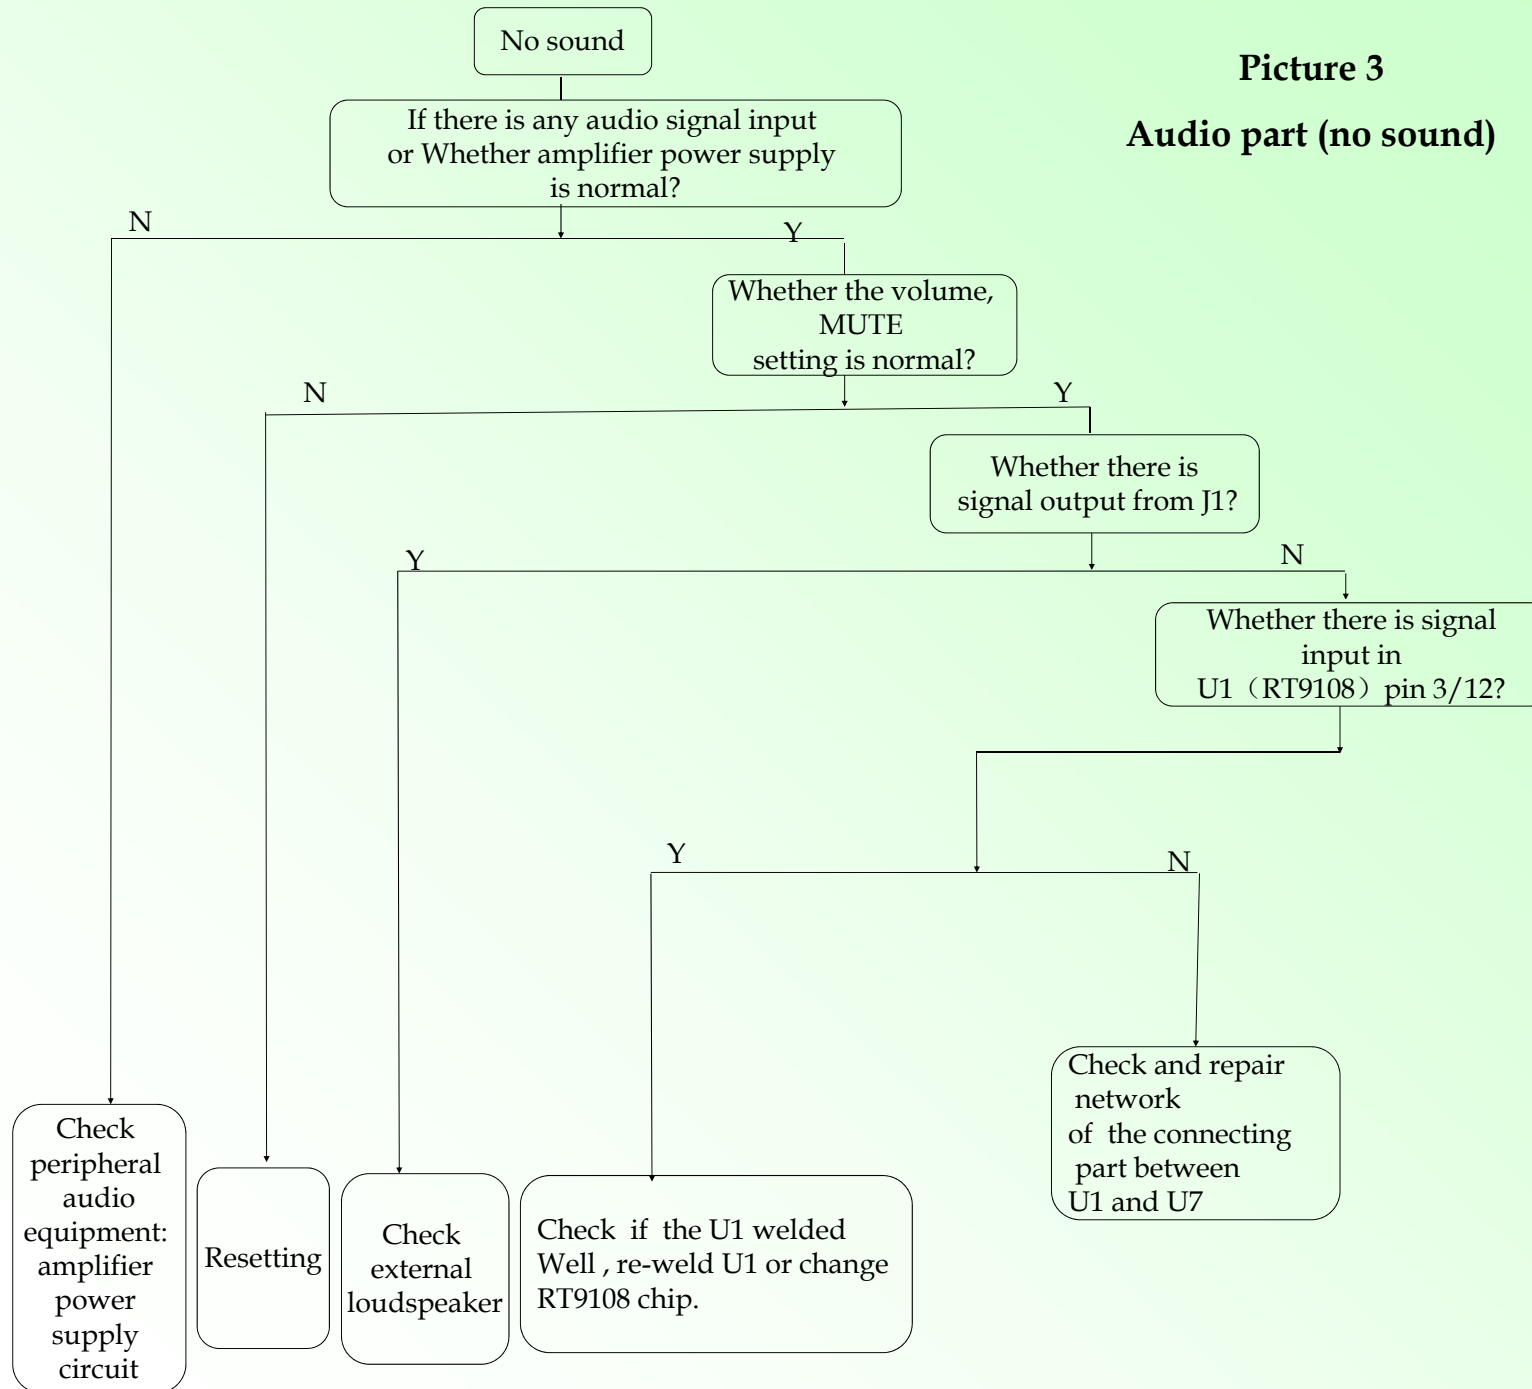 No sound
Picture 3
Audio part (no sound)
If there is any audio signal input
or Whether amplifier power supply
is normal?
N
Y
Whether the volume,
MUTE
setting is normal?
N
Y
Whether there is
signal output from J1?
Y
N
Whether there is signal
input in
U1（RT9108）pin 3/12?
Y
N
Check and repair
network
of the connecting
part between
U1 and U7
Check
peripheral
audio
equipment:
amplifier
power
supply
circuit
Resetting
Check
external
loudspeaker
Check if the U1 welded
Well , re-weld U1 or change
RT9108 chip.